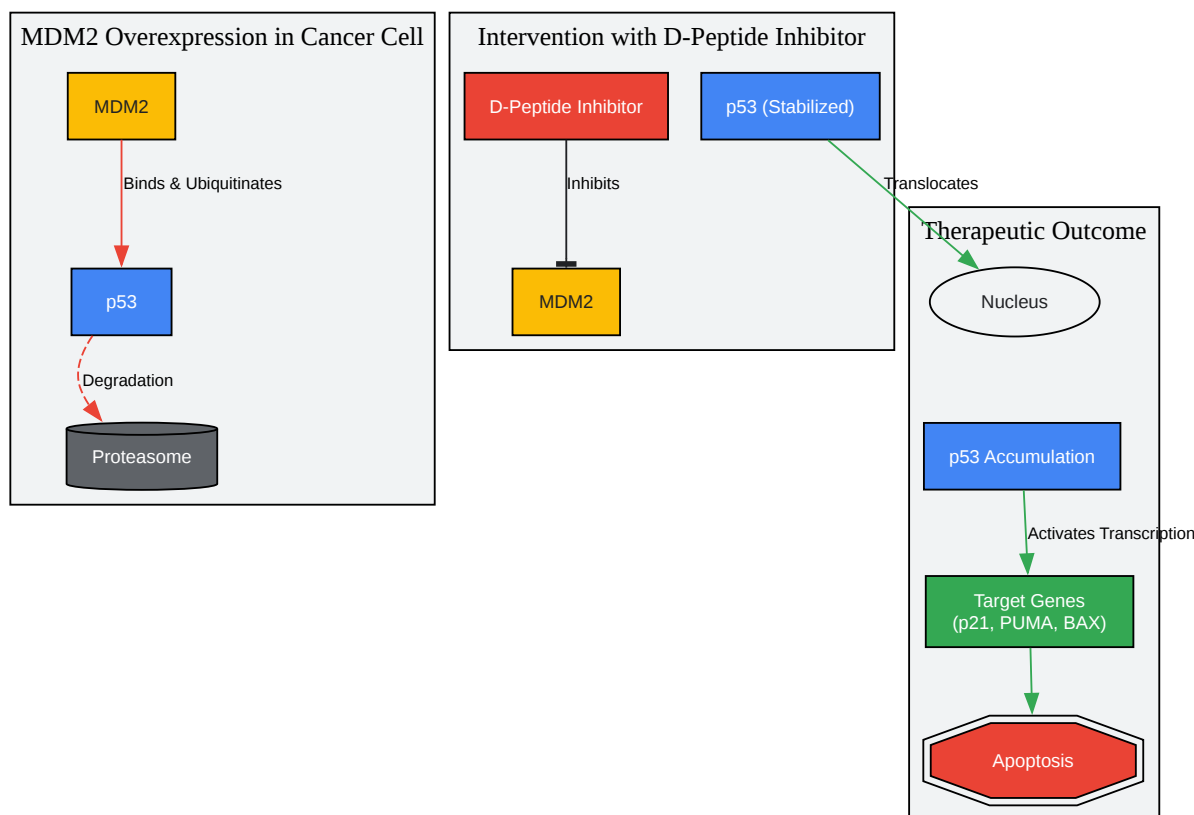 MDM2 Overexpression in Cancer Cell
MDM2
Binds & Ubiquitinates
p53
Degradation
Proteasome
Intervention with D-Peptide Inhibitor
D-Peptide Inhibitor
p53 (Stabilized)
Inhibits
Translocates
MDM2
Therapeutic Outcome
Nucleus
p53 Accumulation
Activates Transcription
Target Genes
(p21, PUMA, BAX)
Apoptosis